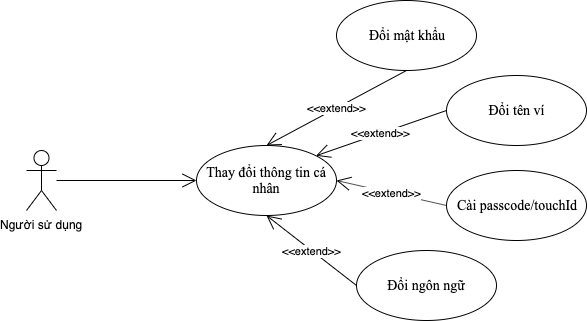 Đổi mật khẩu
<<extend>>
Đổi tên ví
<<extend>>
Thay đổi thông tin cá
nhân
<<extend>>
Cài passcode/touchId
Người sử dụng
<<extend>>
Đổi ngôn ngữ